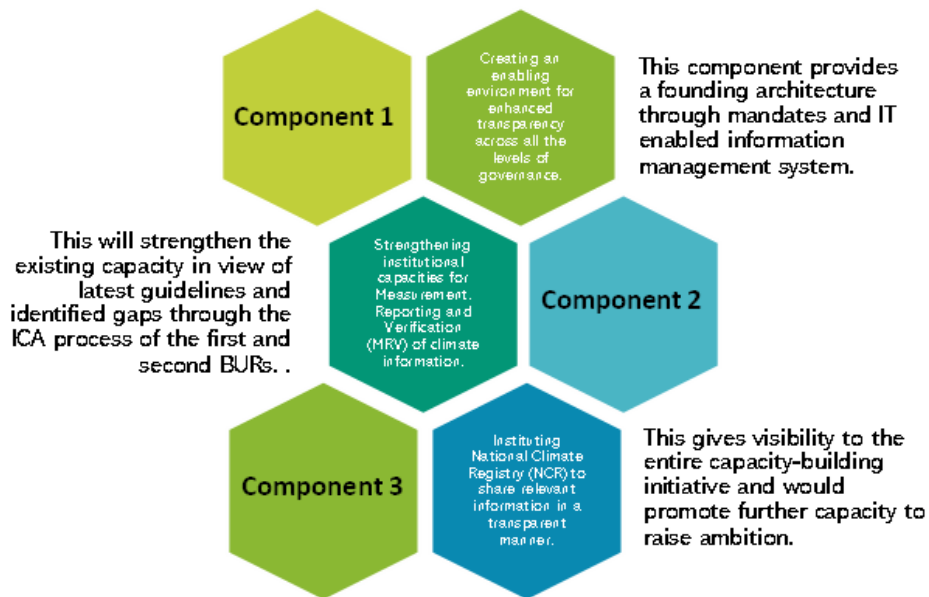 Component 1
Creating an
enabling
environment for
enhanced
transparency
across all the
levels of
governance.
This component provides
a founding architecture
through mandates and IT
enabled information
management system.
This will strengthen the
existing capacity in view of
latest guidelines and
identified gaps through the
ICA process of the first and
second BURs. .
Strengthening
institutional
capacities for
Measurement.
Reporting and
Verification
(MRV) of climate
information.
Component 2
Component 3
Instituting
National Climate
Registry (NCR) to
share relevant
information in a
transparent
manner.
This gives visibility to the
entire capacity-building
initiative and would
promote further capacity to
raise ambition.